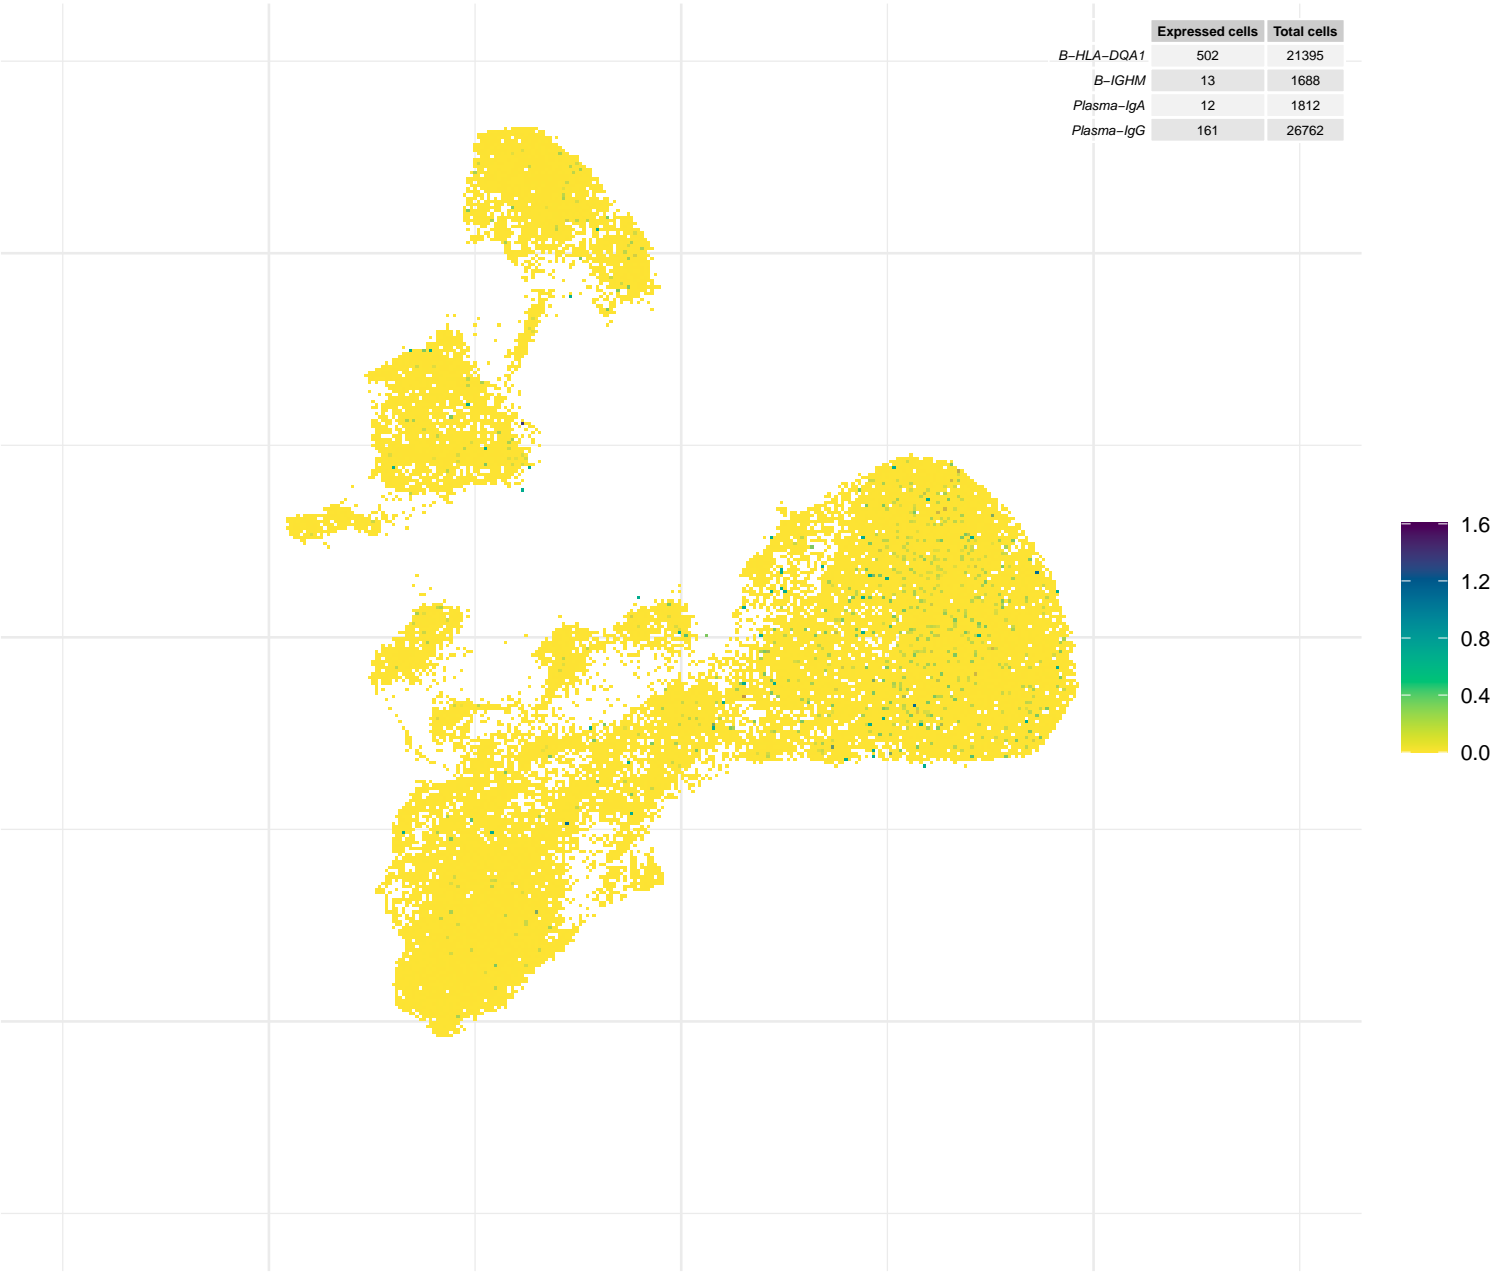 Expressed cells Total cells
B−HLA−DQA1 502 21395
B−IGHM 13 1688
Plasma−IgA 12 1812
Plasma−IgG 161 26762
1.6
1.2
0.8
0.4
0.0